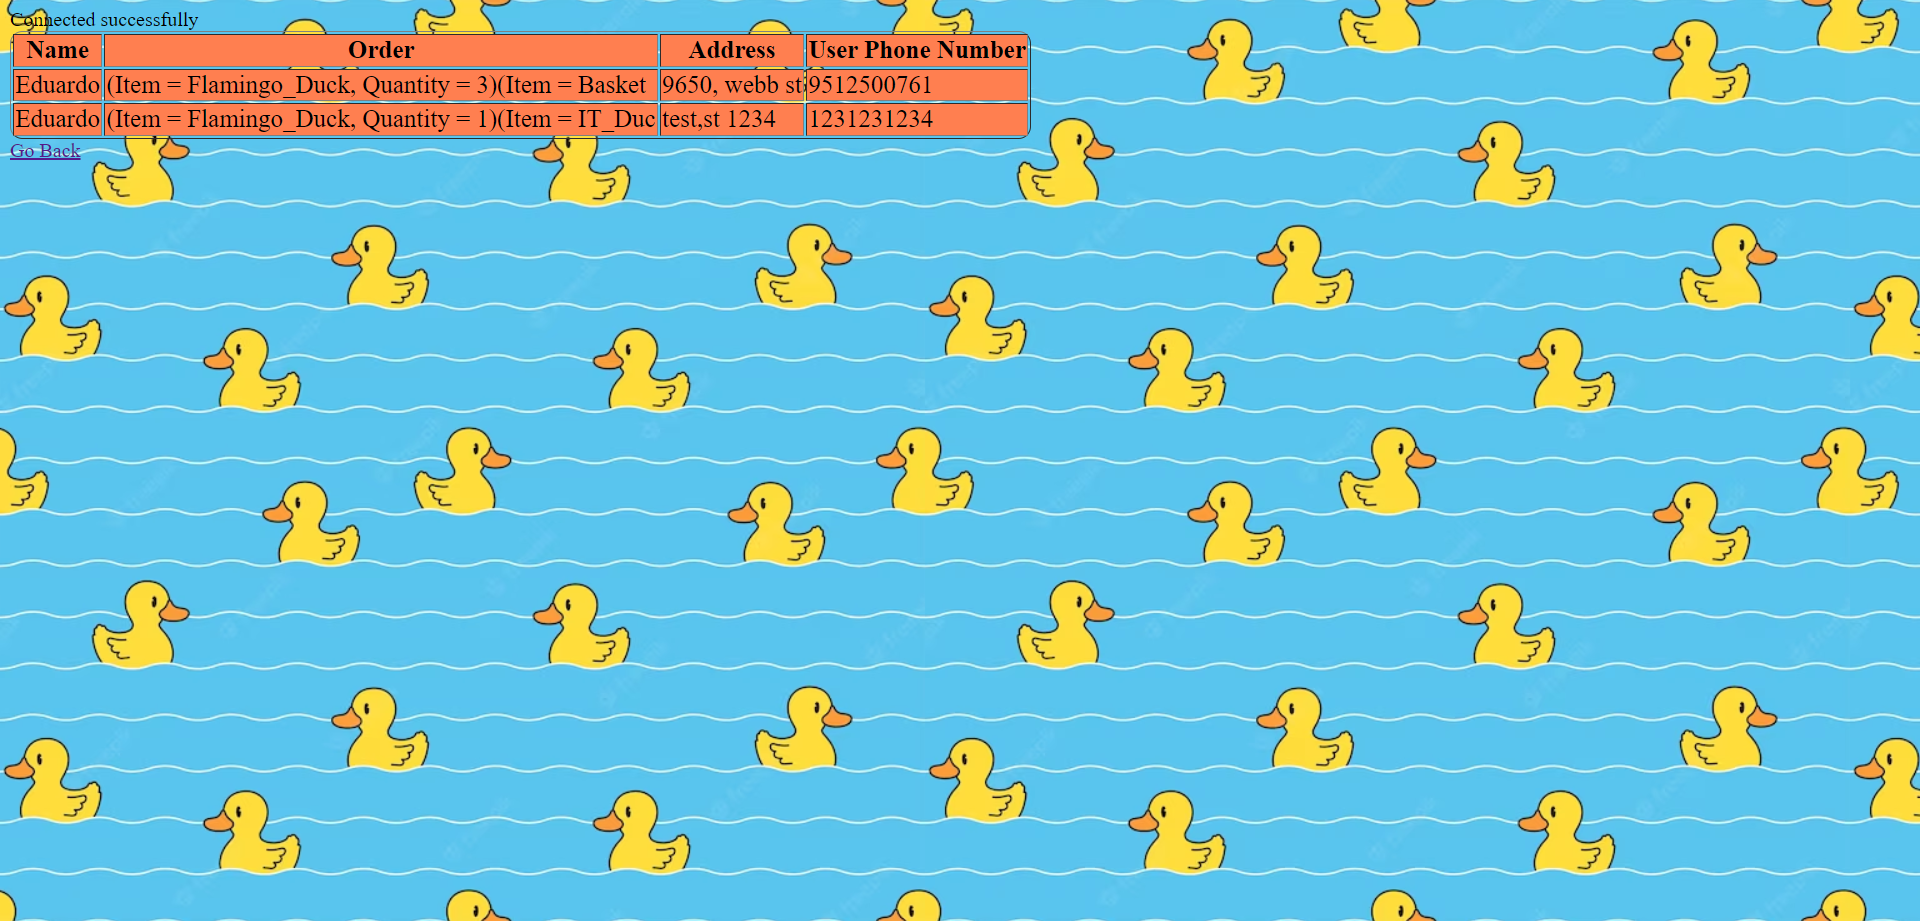 Connected successfully
Name Order Address User Phone Number
Eduardo (Item = Flamingo_Duck, Quantity = 3)(Item = Basket 9650, webb st 9512500761
Eduardo (Item = Flamingo_Duck, Quantity = 1)(Item = IT_Duc test,st 1234 1231231234
Go Back